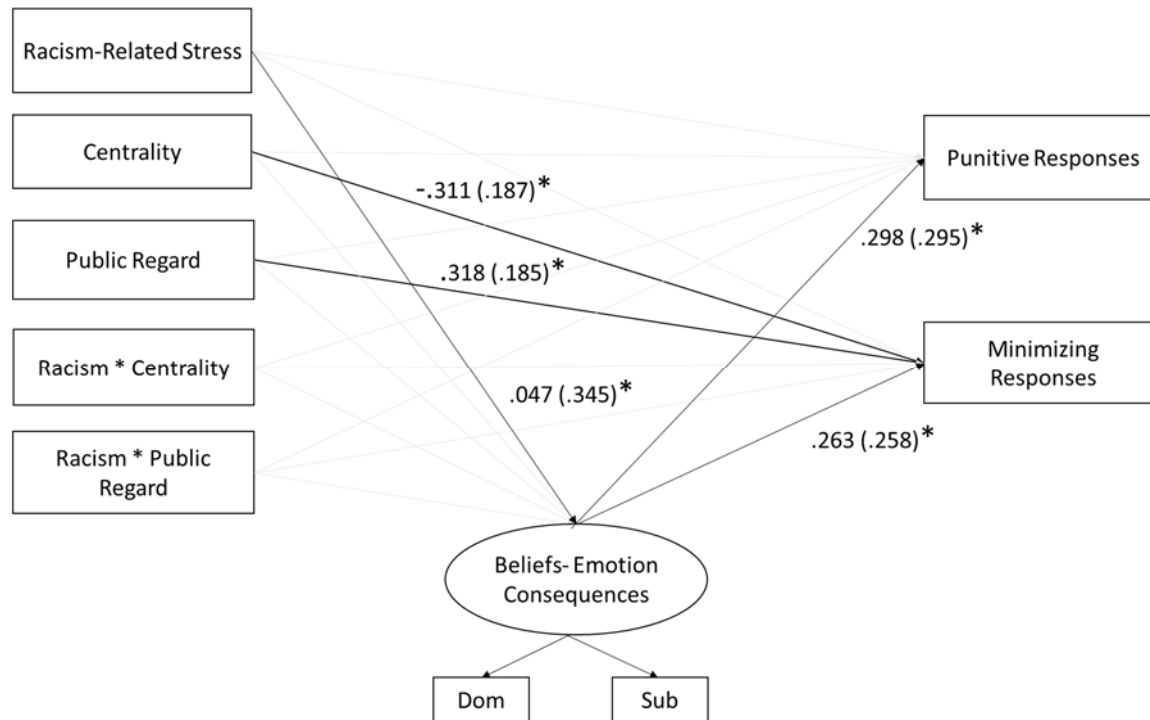 Racism-Related Stress
Centrality
Public Regard
Racism * Centrality
Racism * Public
Regard
-.311 (.187)*
.318 (.185)*
.047 (.345)*
.298 (.295)*
.263 (.258)*
Punitive Responses
Minimizing
Responses
Beliefs- Emotion
Consequences
Dom
Sub